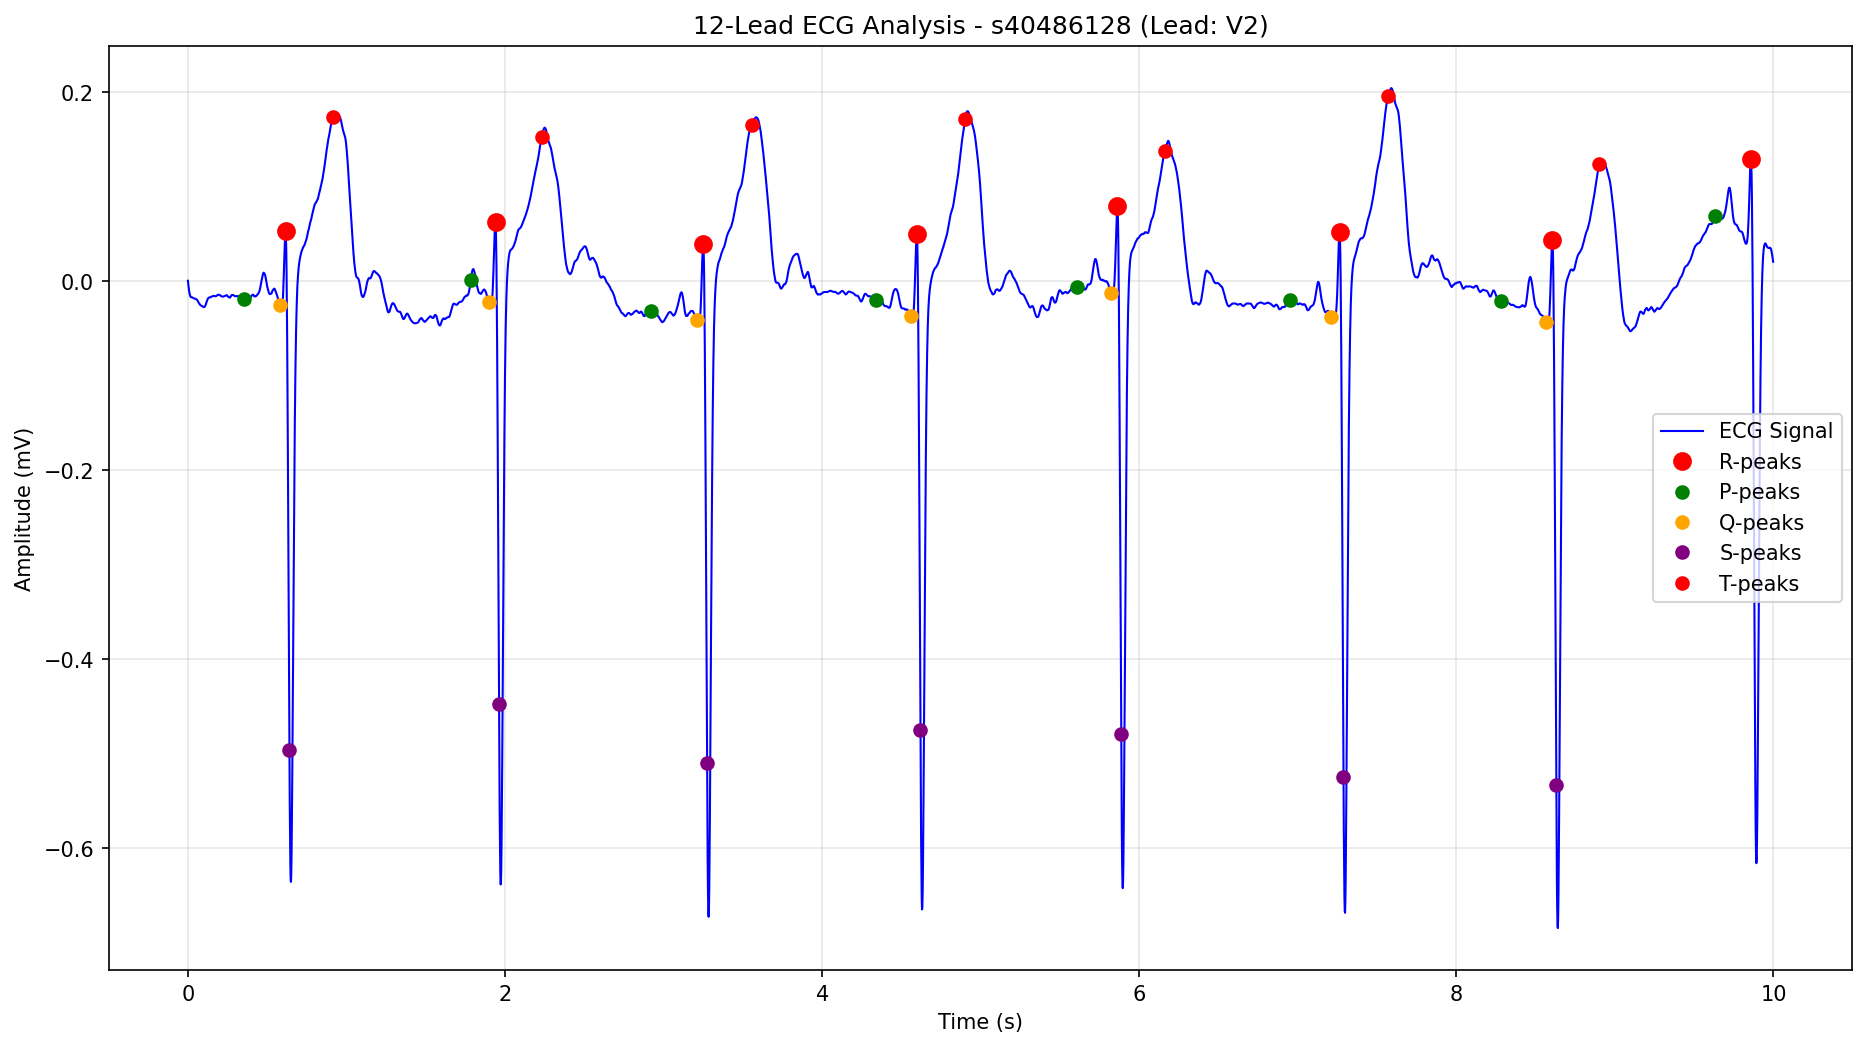 12-Lead ECG Analysis - s40486128 (Lead: V2)
Amplitude (mV)
0.2
0.0
−0.2
−0.4
−0.6
ECG Signal
R-peaks
P-peaks
Q-peaks
S-peaks
T-peaks
0 2 4 6 8 10
Time (s)